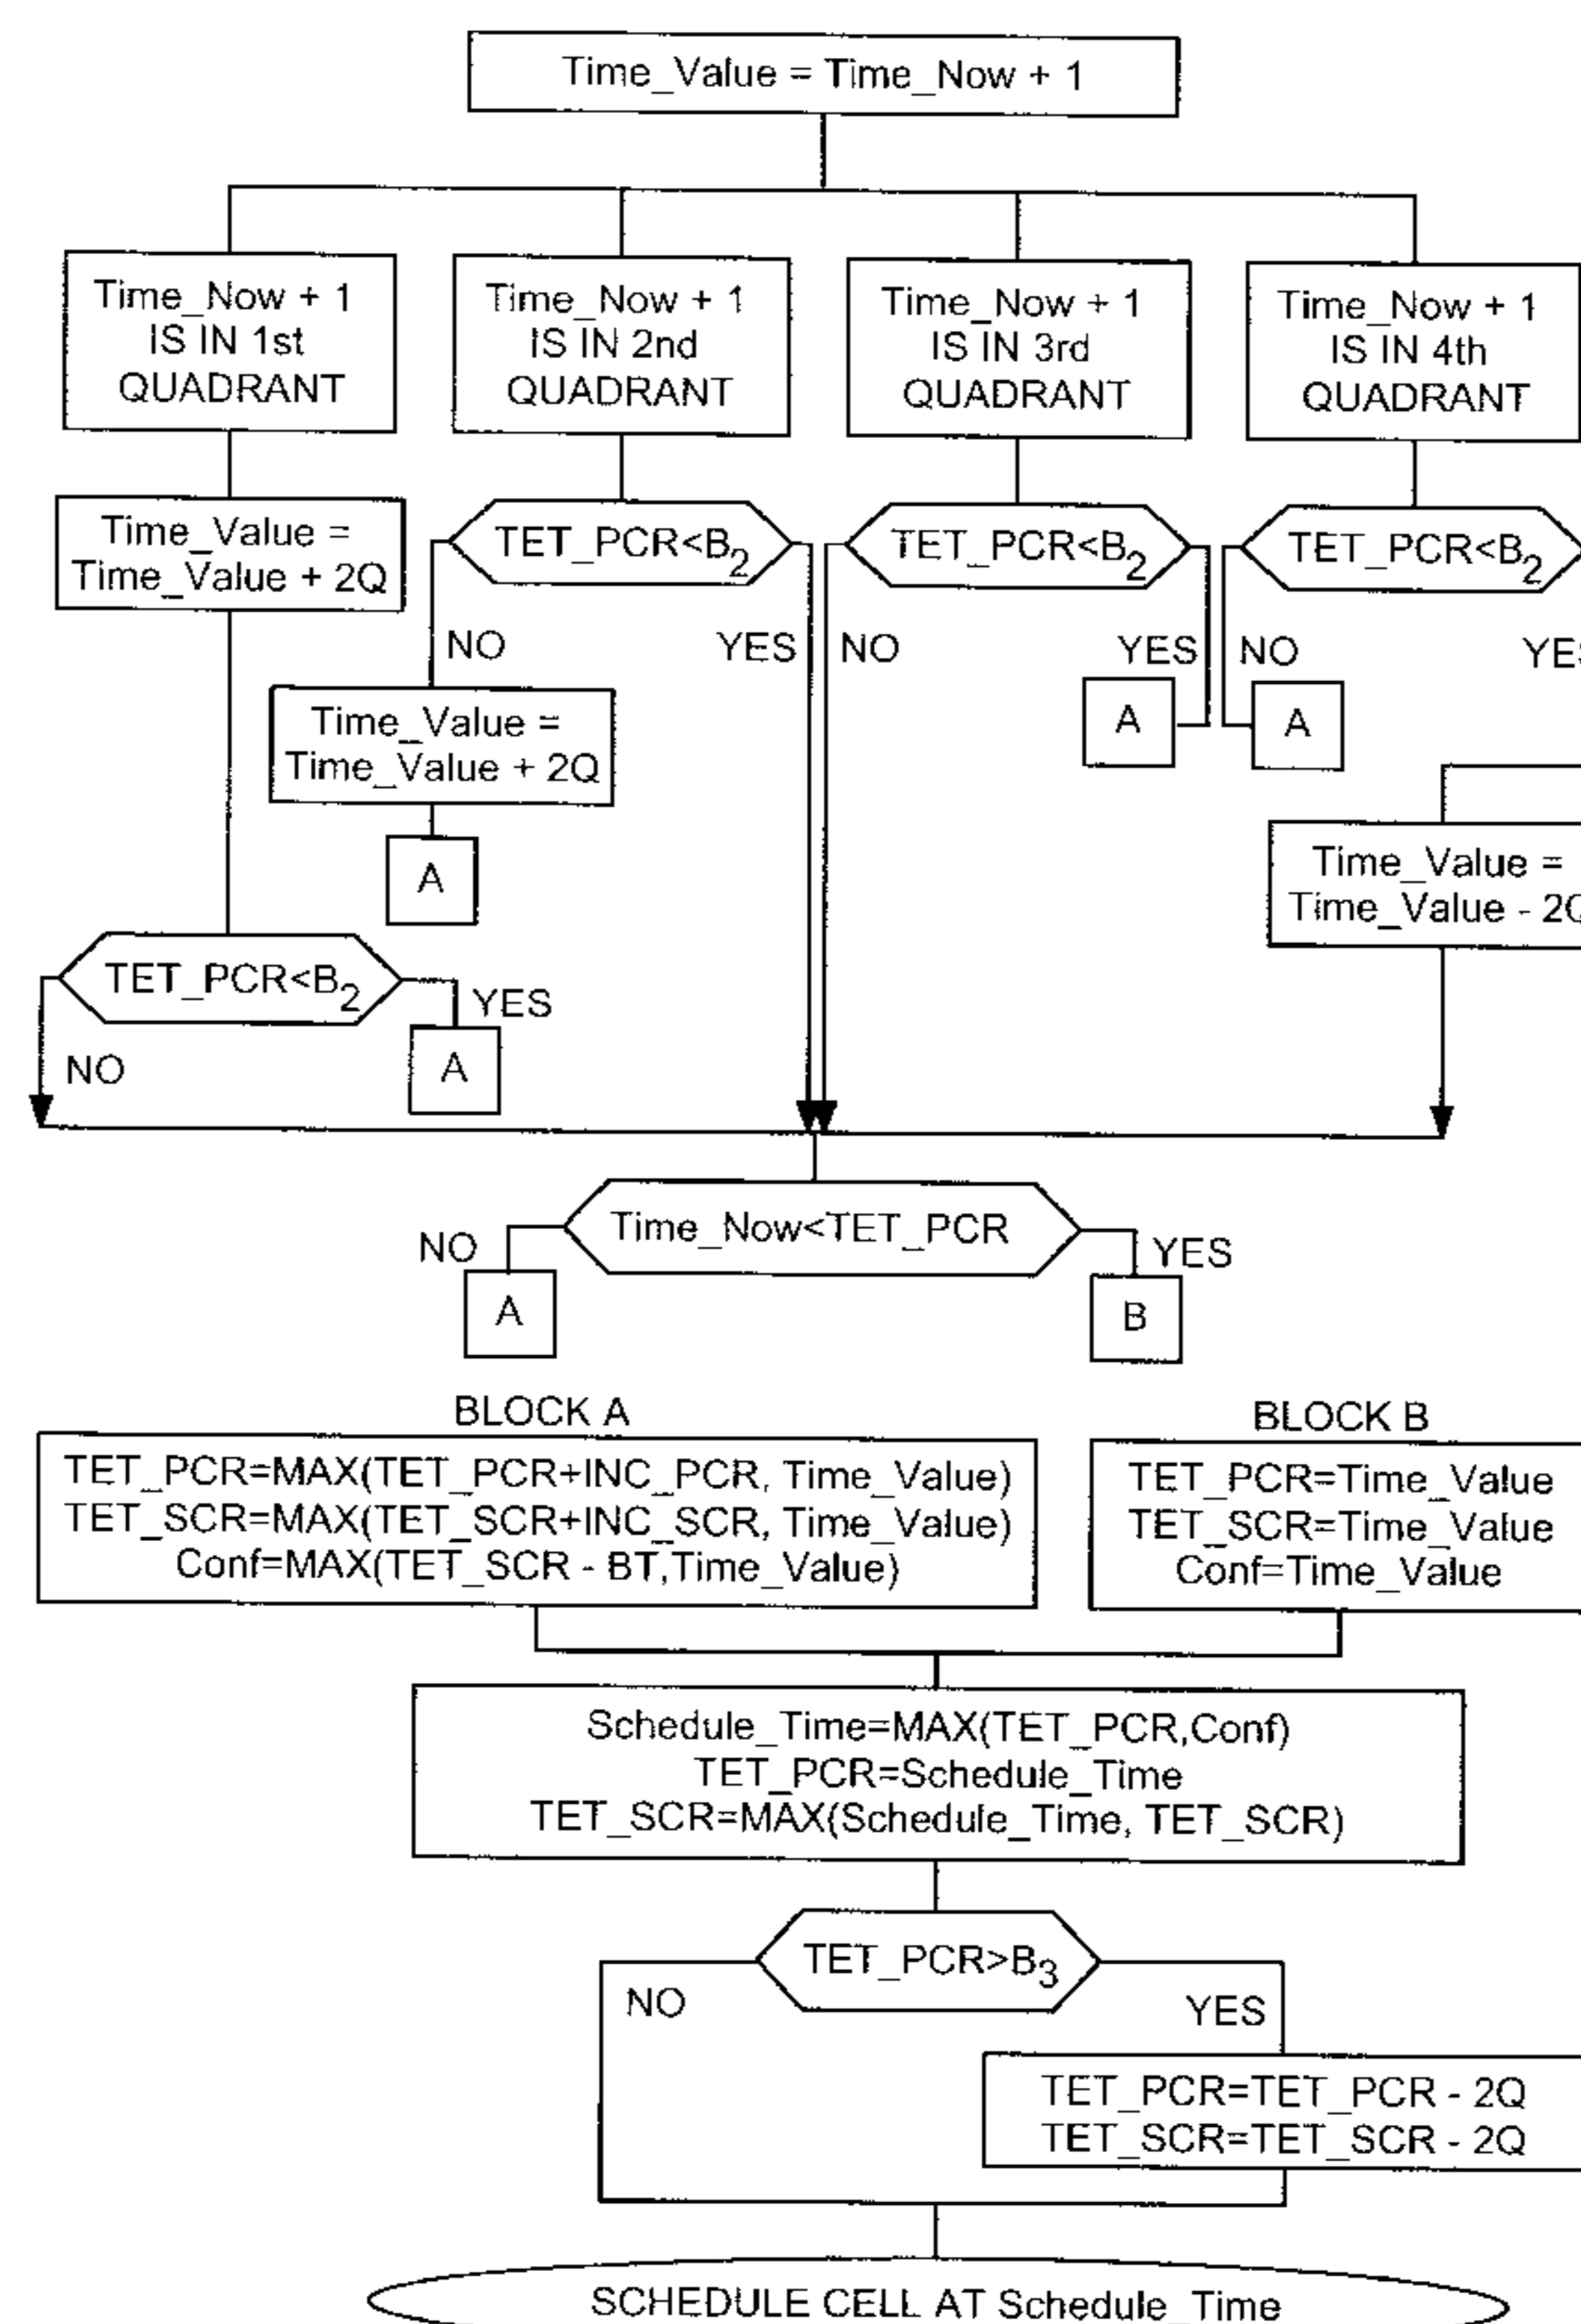 Time_Value = Time_Now + 1
Time_Now + 1
IS IN 1st
QUADRANT
Time_Now + 1
IS IN 2nd
QUADRANT
Time_Now + 1
IS IN 3rd
QUADRANT
Time_Now + 1
IS IN 4th
QUADRANT
Time_Value =
Time_Value + 2Q
TET_PCR<B2
TET_PCR<B2
TET_PCR<B2
NO
YES
NO
YES
NO
YES
Time_Value =
Time_Value + 2Q
A
A
A
Time_Value =
Time_Value - 2Q
TET_PCR<B2
YES
NO
A
Time_Now<TET_PCR
NO
YES
A
B
BLOCK A
TET_PCR=MAX(TET_PCR+INC_PCR, Time_Value)
TET_SCR=MAX(TET_SCR+INC_SCR, Time_Value)
Conf=MAX(TET_SCR - BT,Time_Value)
BLOCK B
TET_PCR=Time_Value
TET_SCR=Time_Value
Conf=Time_Value
Schedule_Time=MAX(TET_PCR,Conf)
TET_PCR=Schedule_Time
TET_SCR=MAX(Schedule_Time, TET_SCR)
TET_PCR>B3
NO
YES
TET_PCR=TET_PCR - 2Q
TET_SCR=TET_SCR - 2Q
SCHEDULE CELL AT Schedule_Time